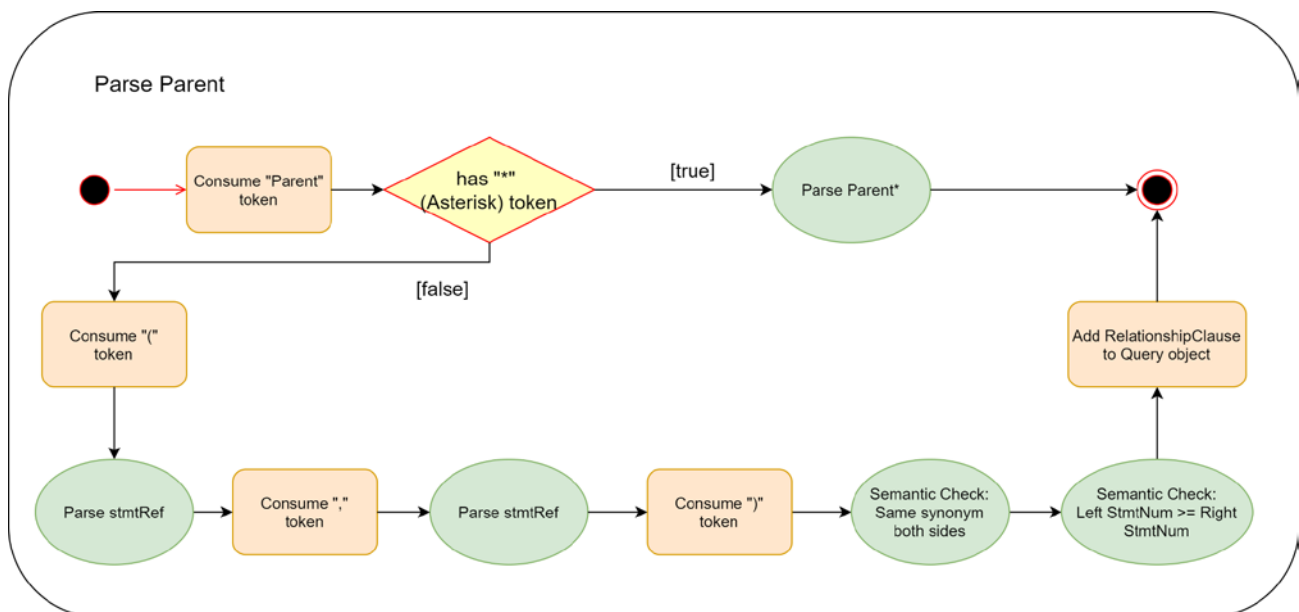 Parse Parent
Consume "Parent"
token
has "*"
(Asterisk) token
[true]
Parse Parent*
[false]
Consume "("
token
Add RelationshipClause
to Query object
Parse stmtRef
Consume ","
token
Parse stmtRef
Consume ")"
token
Semantic Check:
Same synonym
both sides
Semantic Check:
Left StmtNum >= Right
StmtNum